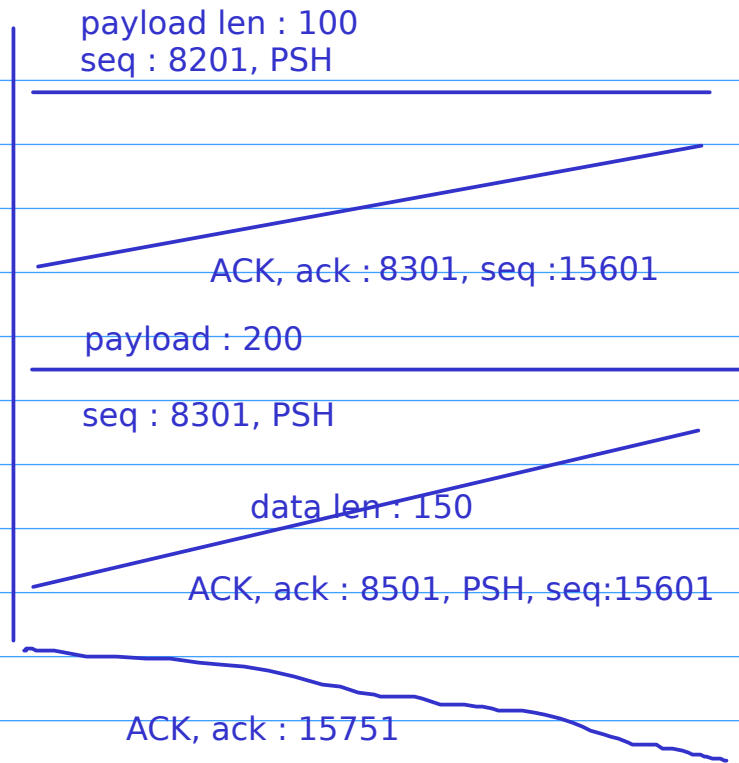 payload len : 100
seq : 8201, PSH
ACK, ack : 8301, seq :15601
payload : 200
seq : 8301, PSH
data len : 150
ACK, ack : 8501, PSH, seq:15601
ACK, ack : 15751